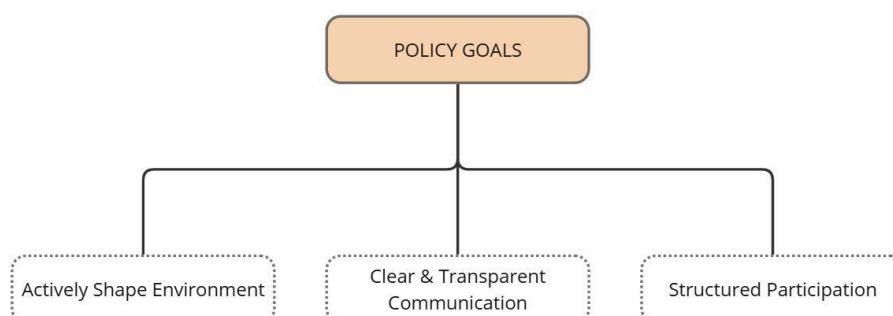 POLICY GOALS
Actively Shape Environment
Clear & Transparent
Communication
Structured Participation